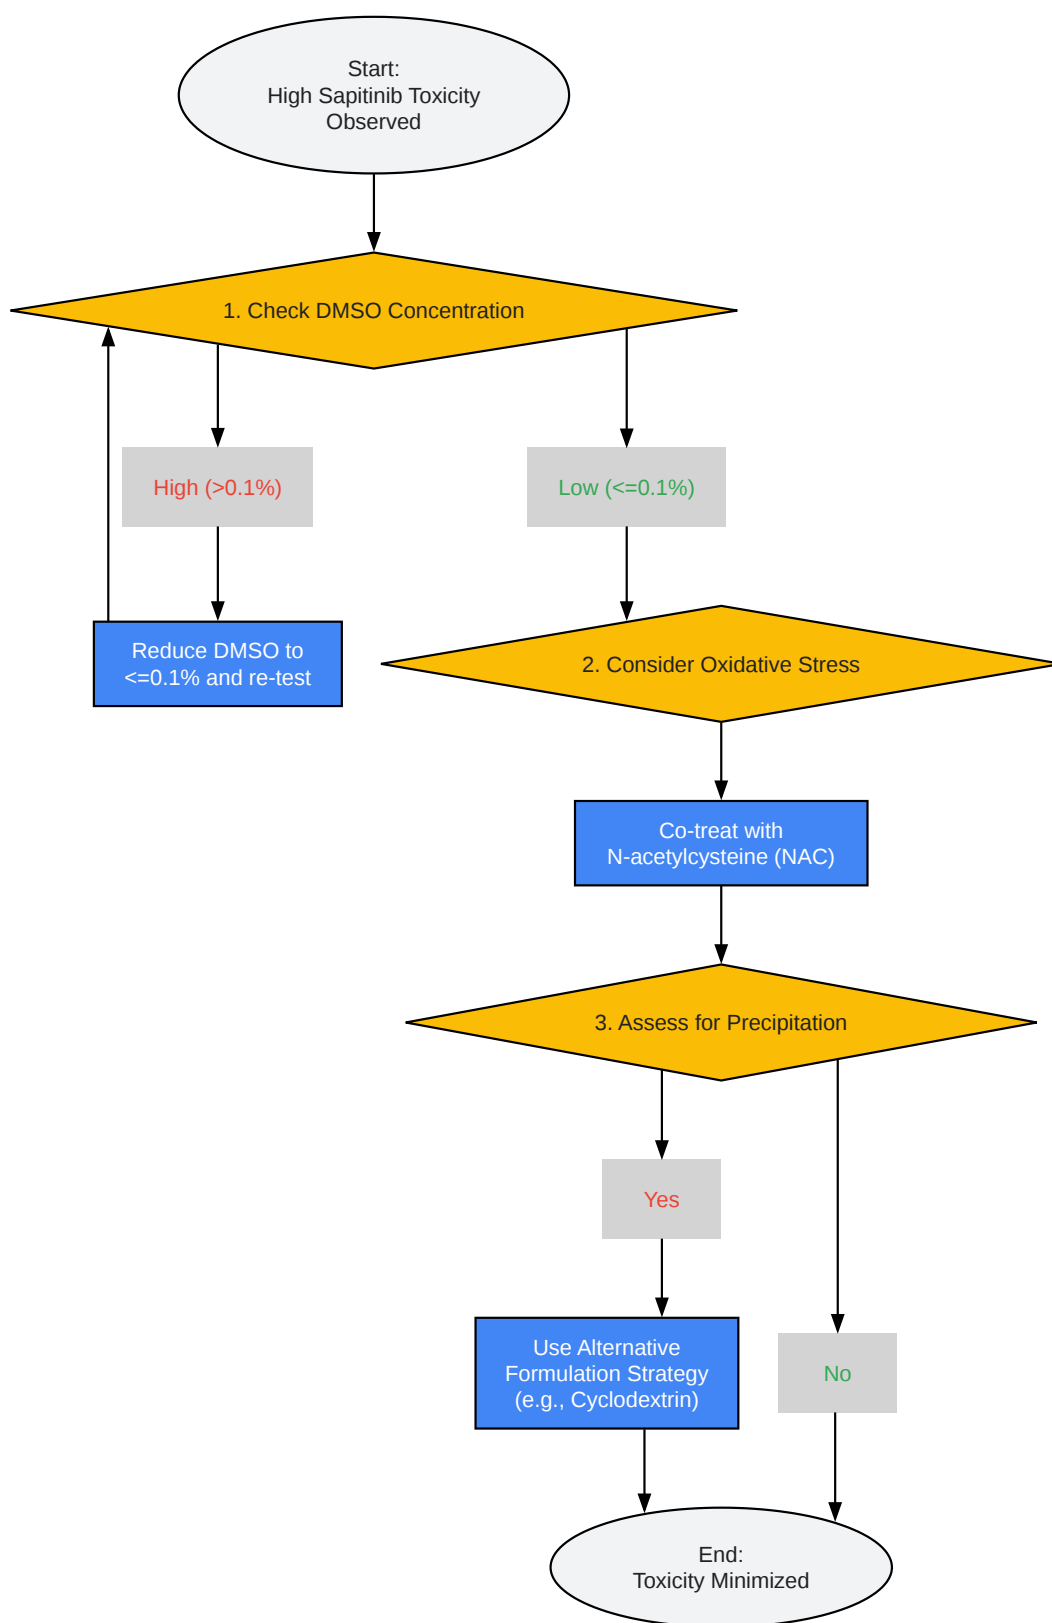 Start:
High Sapitinib Toxicity
Observed
1. Check DMSO Concentration
High (>0.1%)
Low (<=0.1%)
Reduce DMSO to
<=0.1% and re-test
2. Consider Oxidative Stress
Co-treat with
N-acetylcysteine (NAC)
3. Assess for Precipitation
Yes
Use Alternative
Formulation Strategy
(e.g., Cyclodextrin)
No
End:
Toxicity Minimized